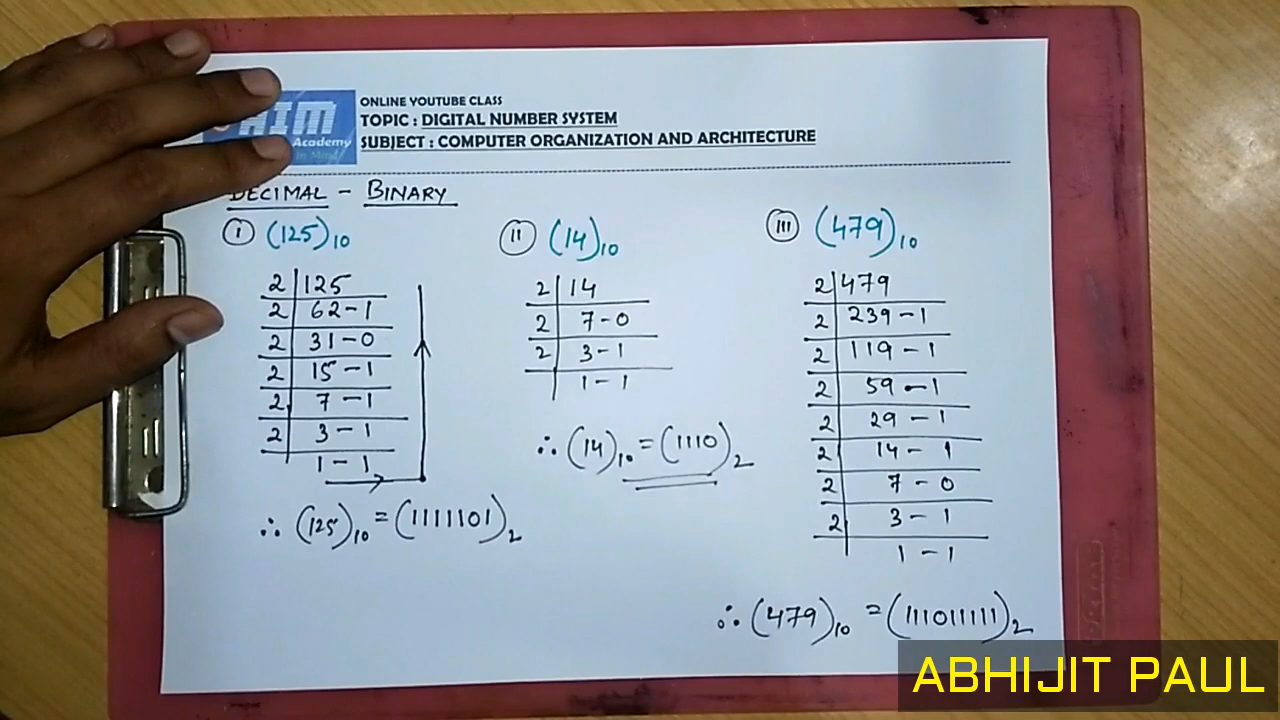 AIM
Academy
in Mind
ONLINE YOUTUBE CLASS
TOPIC : DIGITAL NUMBER SYSTEM
SUBJECT : COMPUTER ORGANIZATION AND ARCHITECTURE
DECIMAL - BINARY
I (125)10
2 125
2 62-1
2 31-0
2 15-1
2 7-1
2 3-1
1-1
∴ (125)10 = (1111101)2
II (14)10
2 14
2 7-0
2 3-1
1-1
∴ (14)10 = (1110)2
III (479)10
2 479
2 239-1
2 119-1
2 59-1
2 29-1
2 14-1
2 7-0
2 3-1
1-1
∴ (479)10 = (111011111)2
ABHIJIT PAUL